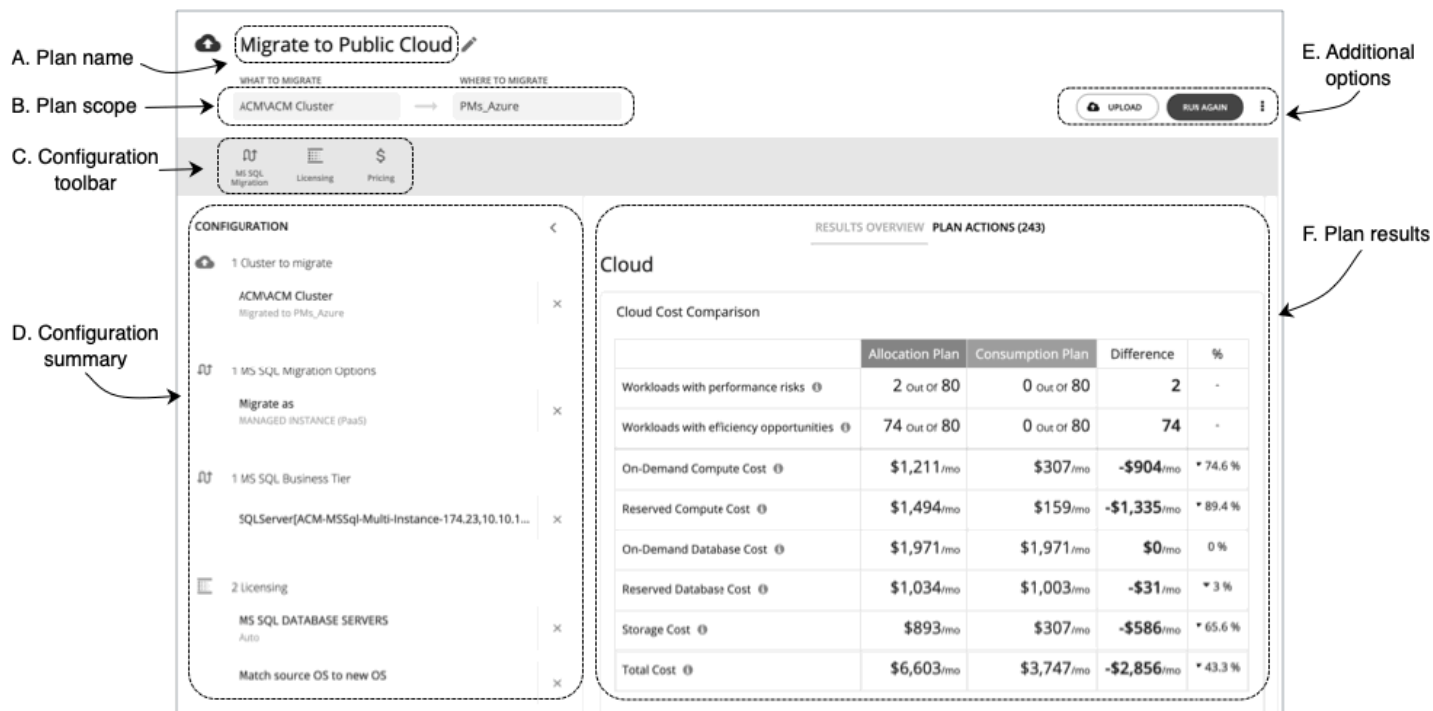 Migrate to Public Cloud
A. Plan name
WHAT TO MIGRATE
WHERE TO MIGRATE
B. Plan scope
ACM\ACM Cluster
PMs_Azure
UPLOAD
RUN AGAIN
E. Additional
options
C. Configuration
toolbar
MS SQL
Migration
Licensing
$
Pricing
CONFIGURATION
1 Cluster to migrate
ACM\ACM Cluster
Migrated to PMs_Azure
D. Configuration
summary
1 MS SQL Migration Options
Migrate as
MANAGED INSTANCE (PaaS)
1 MS SQL Business Tier
SQLServer[ACM-MSSql-Multi-Instance-174.23,10.10.1...
2 Licensing
MS SQL DATABASE SERVERS
Auto
Match source OS to new OS
RESULTS OVERVIEW PLAN ACTIONS (243)
F. Plan results
Cloud
Cloud Cost Comparison
Allocation Plan Consumption Plan Difference %
Workloads with performance risks 2 Out Of 80 0 Out Of 80 2 -
Workloads with efficiency opportunities 74 Out Of 80 0 Out Of 80 74 -
On-Demand Compute Cost $1,211/mo $307/mo -$904/mo 74.6 %
Reserved Compute Cost $1,494/mo $159/mo -$1,335/mo 89.4 %
On-Demand Database Cost $1,971/mo $1,971/mo $0/mo 0 %
Reserved Database Cost $1,034/mo $1,003/mo -$31/mo 3 %
Storage Cost $893/mo $307/mo -$586/mo 65.6 %
Total Cost $6,603/mo $3,747/mo -$2,856/mo 43.3 %